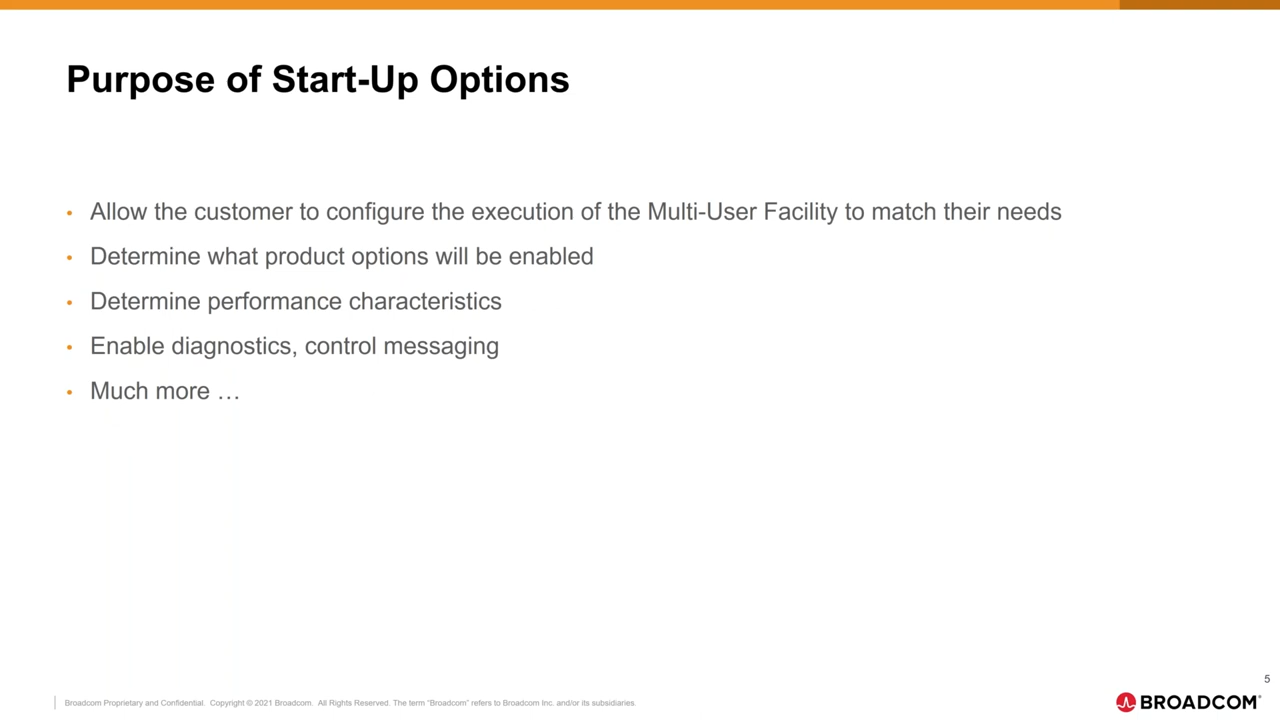 Purpose of Start-Up Options
• Allow the customer to configure the execution of the Multi-User Facility to match their needs
• Determine what product options will be enabled
• Determine performance characteristics
• Enable diagnostics, control messaging
• Much more …
5
Broadcom Proprietary and Confidential. Copyright © 2021 Broadcom. All Rights Reserved. The term “Broadcom” refers to Broadcom Inc. and/or its subsidiaries.
BROADCOM®